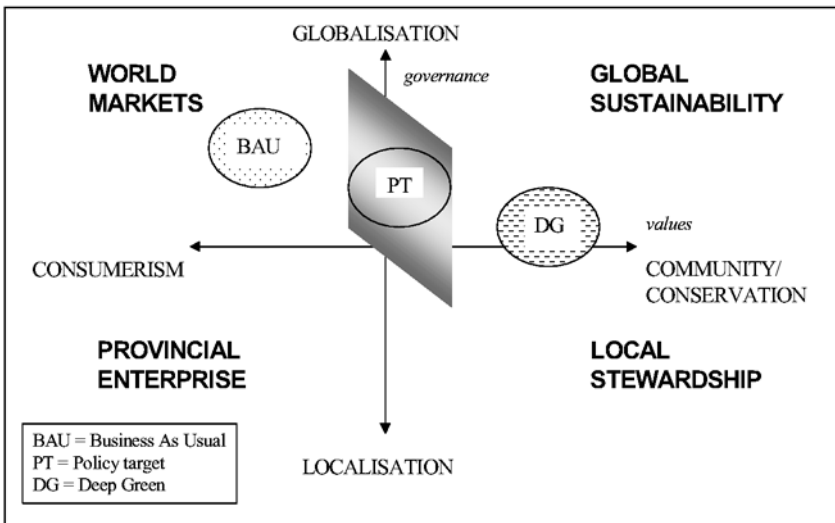 GLOBALISATION
WORLD
MARKETS
governance
GLOBAL
SUSTAINABILITY
BAU
PT
DG
values
CONSUMERISM
COMMUNITY/
CONSERVATION
PROVINCIAL
ENTERPRISE
LOCAL
STEWARDSHIP
BAU = Business As Usual
PT = Policy target
DG = Deep Green
LOCALISATION